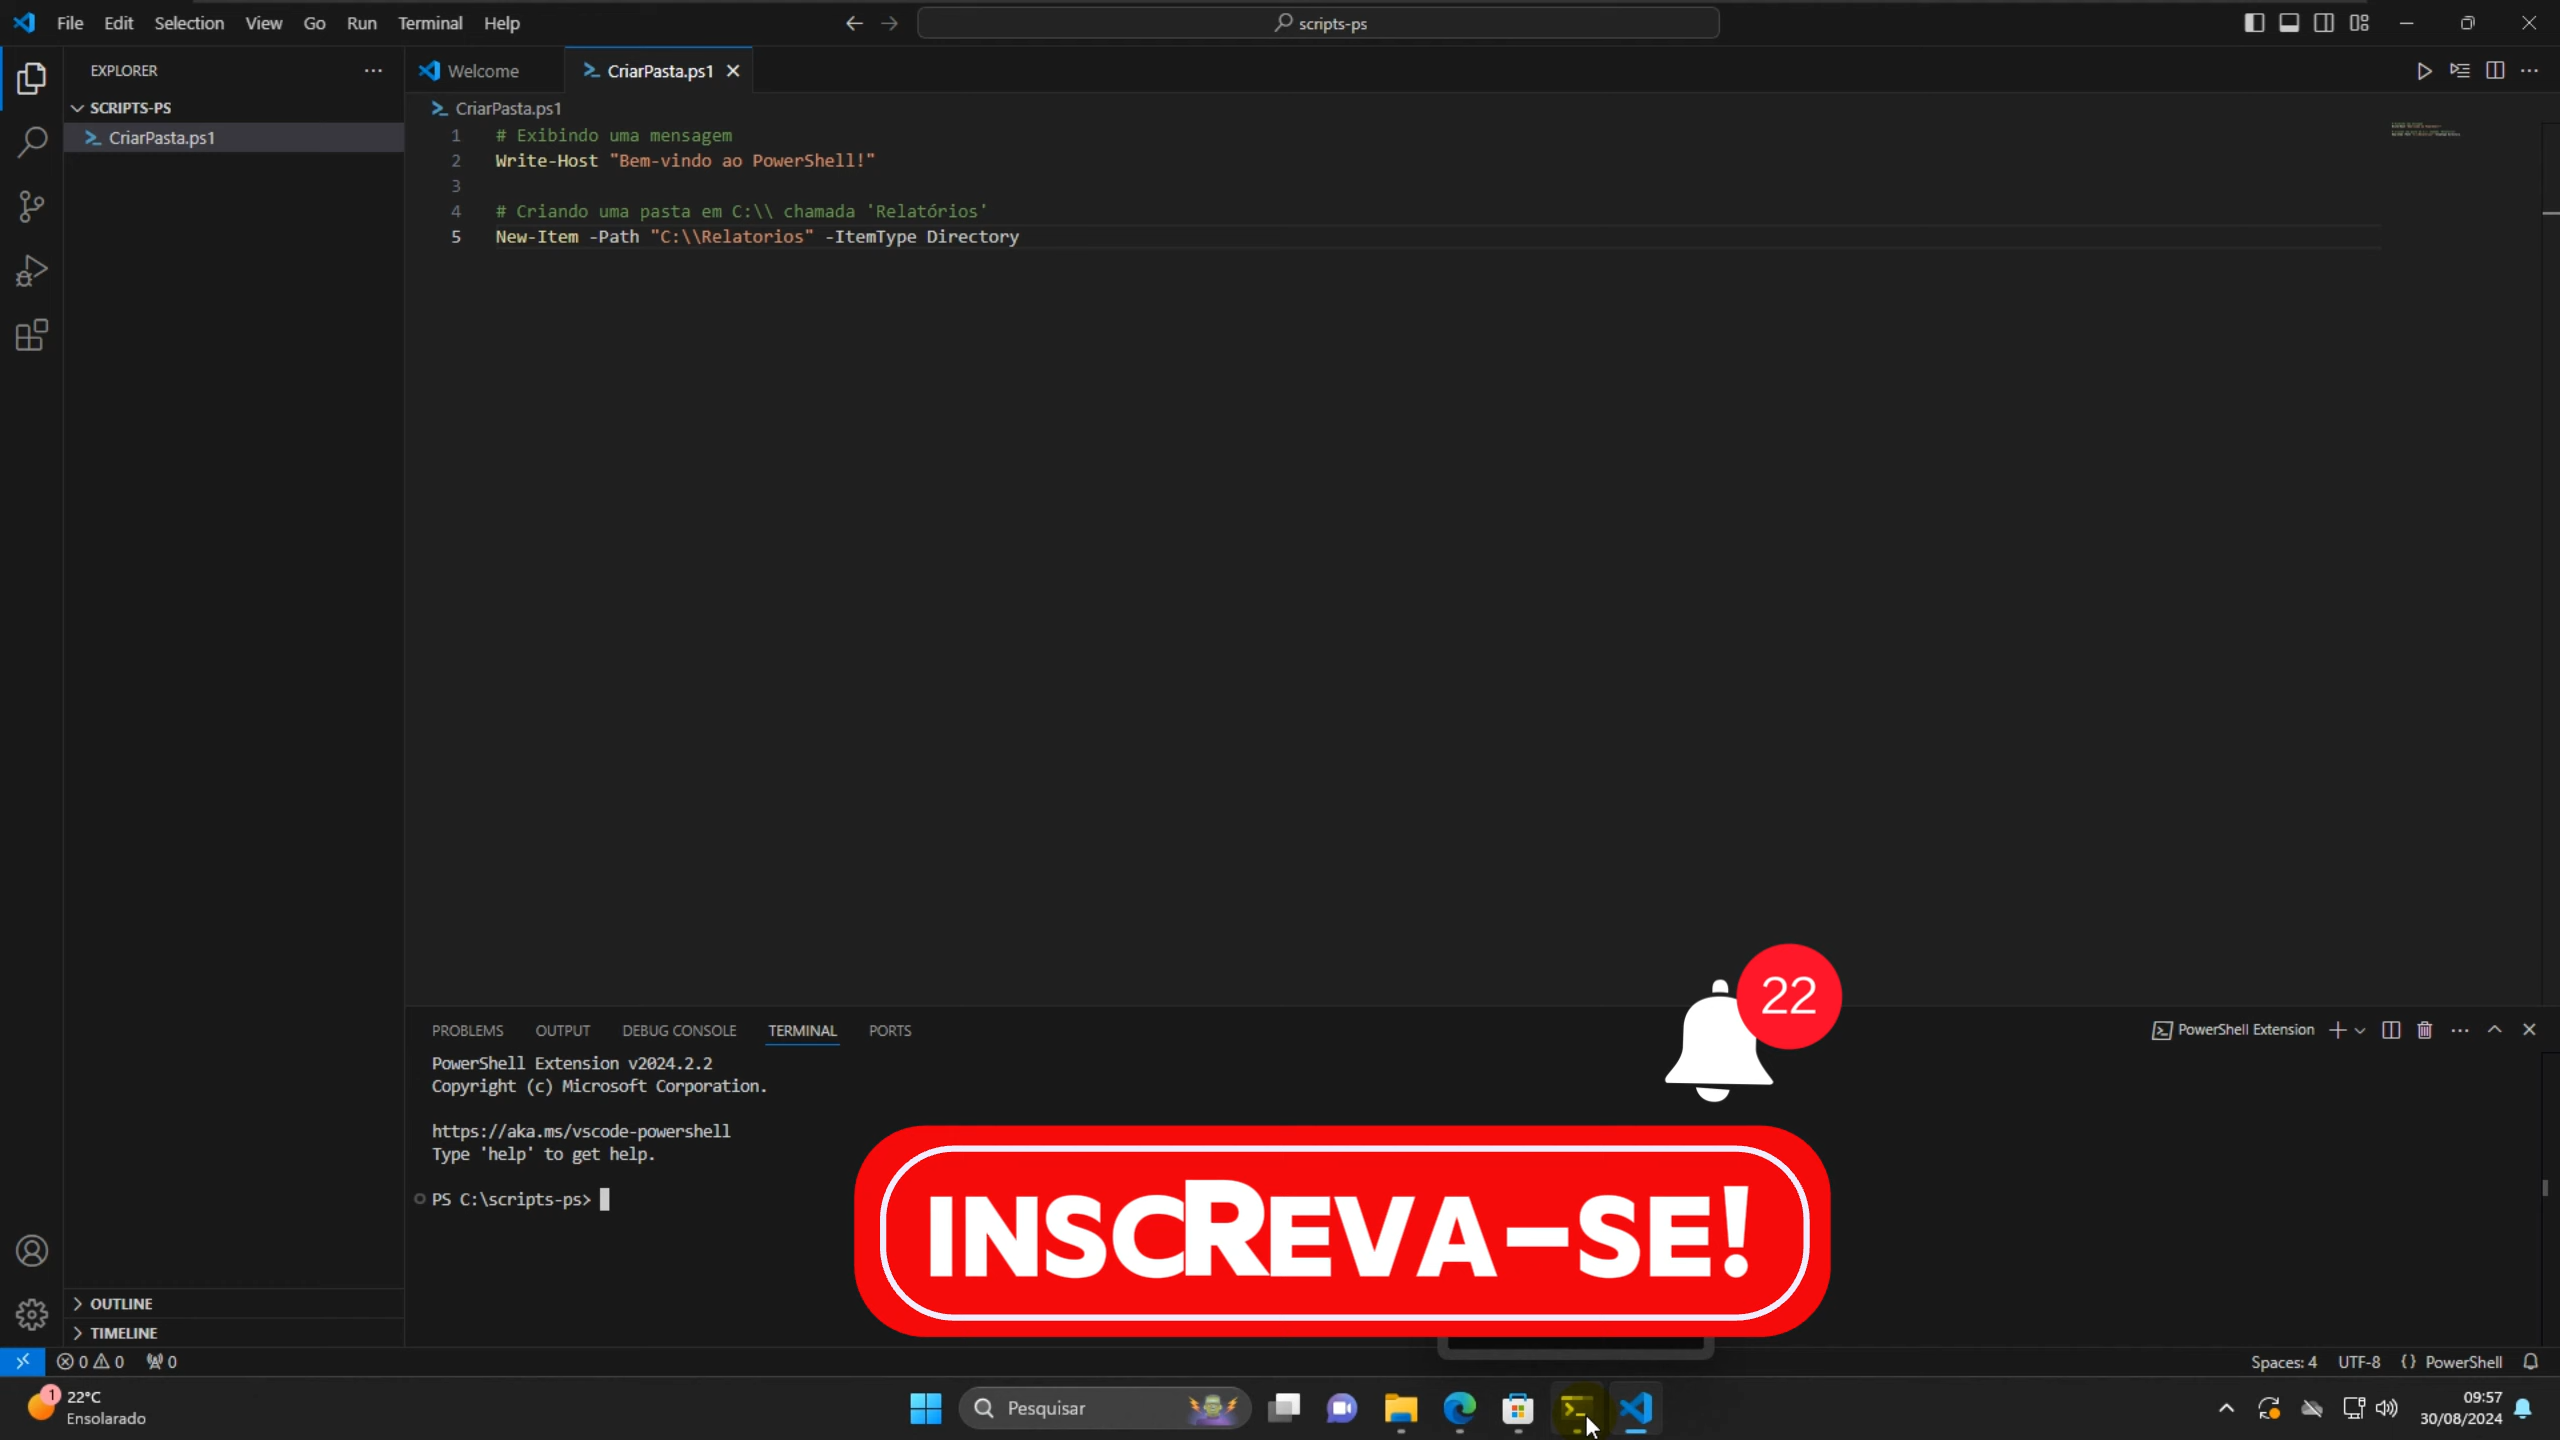 File Edit Selection View Go Run Terminal Help
scripts-ps
EXPLORER
SCRIPTS-PS
CriarPasta.ps1
Welcome
CriarPasta.ps1
CriarPasta.ps1
1 # Exibindo uma mensagem
2 Write-Host "Bem-vindo ao PowerShell!"
3
4 # Criando uma pasta em C:\\ chamada 'Relatórios'
5 New-Item -Path "C:\\Relatorios" -ItemType Directory
PROBLEMS OUTPUT DEBUG CONSOLE TERMINAL PORTS
PowerShell Extension
PowerShell Extension v2024.2.2
Copyright (c) Microsoft Corporation.
https://aka.ms/vscode-powershell
Type 'help' to get help.
PS C:\scripts-ps>
22
INSCREVA-SE!
OUTLINE
TIMELINE
0 0 0
Spaces: 4 UTF-8 {} PowerShell
1
22°C
Ensolarado
Pesquisar
09:57
30/08/2024